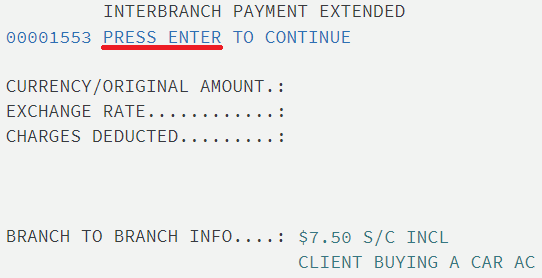 INTERBRANCH PAYMENT EXTENDED
00001553 PRESS ENTER TO CONTINUE
CURRENCY/ORIGINAL AMOUNT.:
EXCHANGE RATE............:
CHARGES DEDUCTED.........:
BRANCH TO BRANCH INFO....: $7.50 S/C INCL
CLIENT BUYING A CAR AC